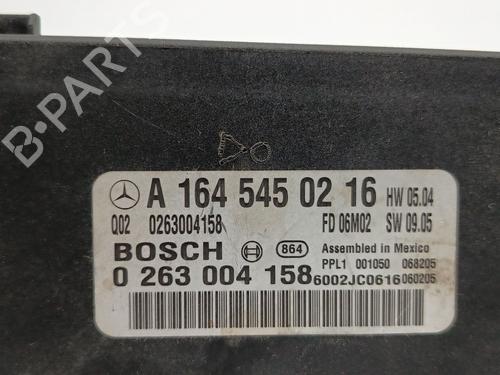 A 164 545 02 16 HW 05.04
Q02 0263004158 FD 06M02 SW 09.05
BOSCH 864 Assembled in Mexico
0 263 004 158 PPL1 001050 068205
6002JC0616 060205
B-PARTS